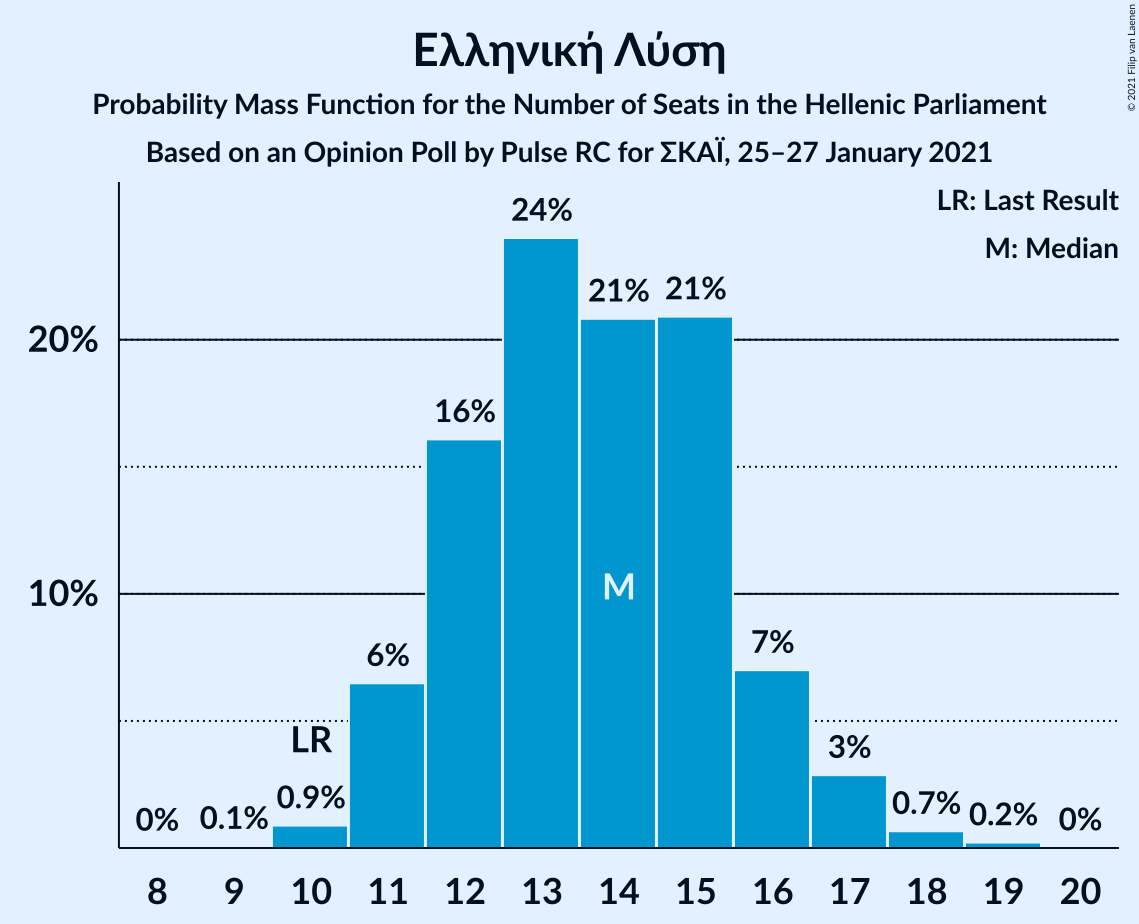 Ελληνική Λύση
Probability Mass Function for the Number of Seats in the Hellenic Parliament
Based on an Opinion Poll by Pulse RC for ΣΚΑΪ, 25–27 January 2021
© 2021 Filip van Laenen
LR: Last Result
M: Median
24%
21%
21%
20%
16%
M
10%
7%
6%
LR
3%
0%
0.1%
0.9%
0.7%
0.2%
0%
8 9 10 11 12 13 14 15 16 17 18 19 20